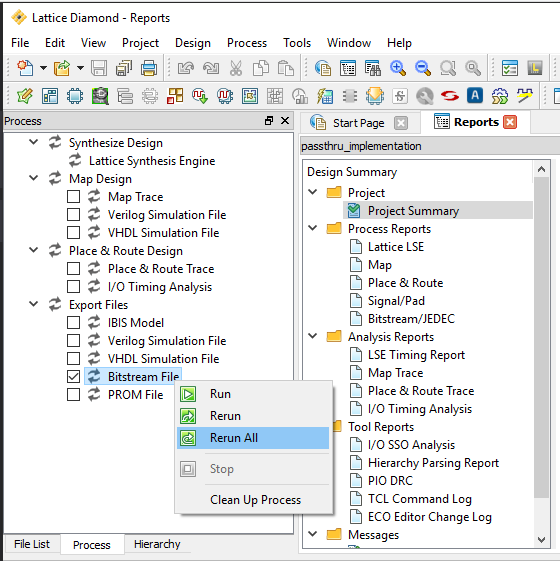 Lattice Diamond - Reports
File Edit View Project Design Process Tools Window Help
Process
Synthesize Design
Lattice Synthesis Engine
Map Design
Map Trace
Verilog Simulation File
VHDL Simulation File
Place & Route Design
Place & Route Trace
I/O Timing Analysis
Export Files
IBIS Model
Verilog Simulation File
VHDL Simulation File
Bitstream File
PROM File
Run
Rerun
Rerun All
Stop
Clean Up Process
File List Process Hierarchy
Start Page Reports
passthru_implementation
Design Summary
Project
Project Summary
Process Reports
Lattice LSE
Map
Place & Route
Signal/Pad
Bitstream/JEDEC
Analysis Reports
LSE Timing Report
Map Trace
Place & Route Trace
I/O Timing Analysis
Tool Reports
I/O SSO Analysis
Hierarchy Parsing Report
PIO DRC
TCL Command Log
ECO Editor Change Log
Messages